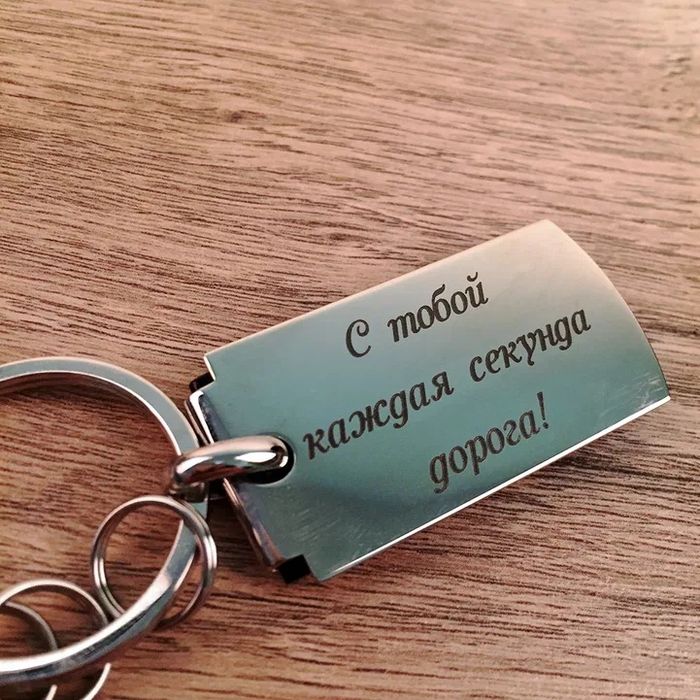 С тобой
каждая секунда
дорога!